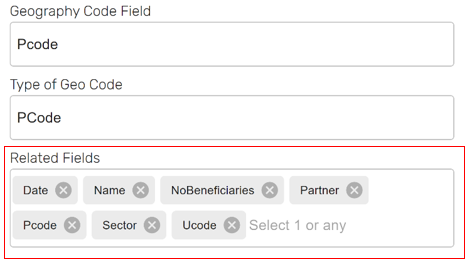 Geography Code Field
Pcode
Type of Geo Code
PCode
Related Fields
Date Name NoBeneficiaries Partner
Pcode Sector Ucode Select 1 or any